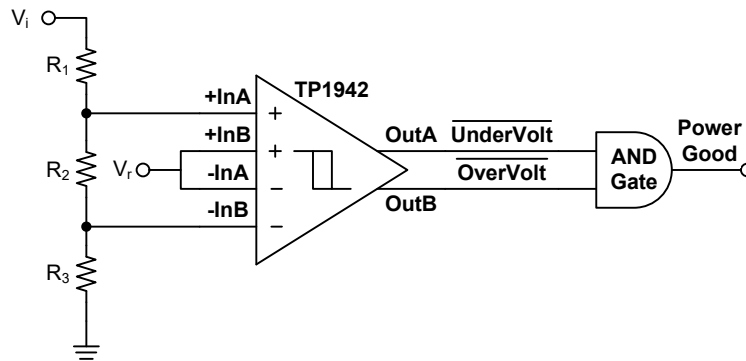 Vi
R1
TP1942
+InA
+
+InB
OutA
UnderVolt
Power
Good
+
AND
Gate
R2
Vr
-InA
−
OverVolt
-InB
OutB
−
R3